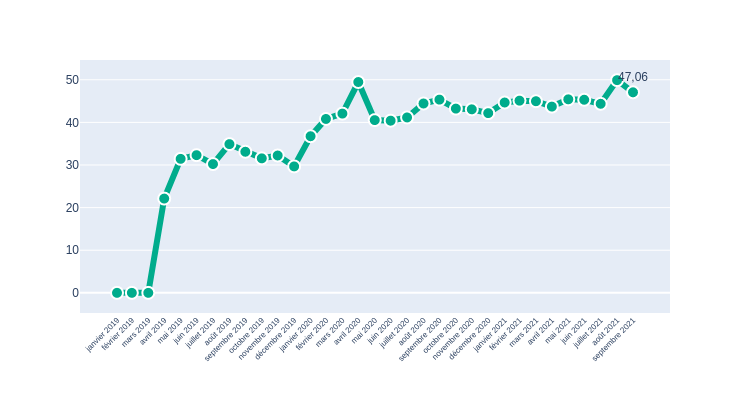 47,06
50
40
30
20
10
0
janvier 2019
février 2019
mars 2019
avril 2019
mai 2019
juin 2019
juillet 2019
août 2019
septembre 2019
octobre 2019
novembre 2019
décembre 2019
janvier 2020
février 2020
mars 2020
avril 2020
mai 2020
juin 2020
juillet 2020
août 2020
septembre 2020
octobre 2020
novembre 2020
décembre 2020
janvier 2021
février 2021
mars 2021
avril 2021
mai 2021
juin 2021
juillet 2021
août 2021
septembre 2021